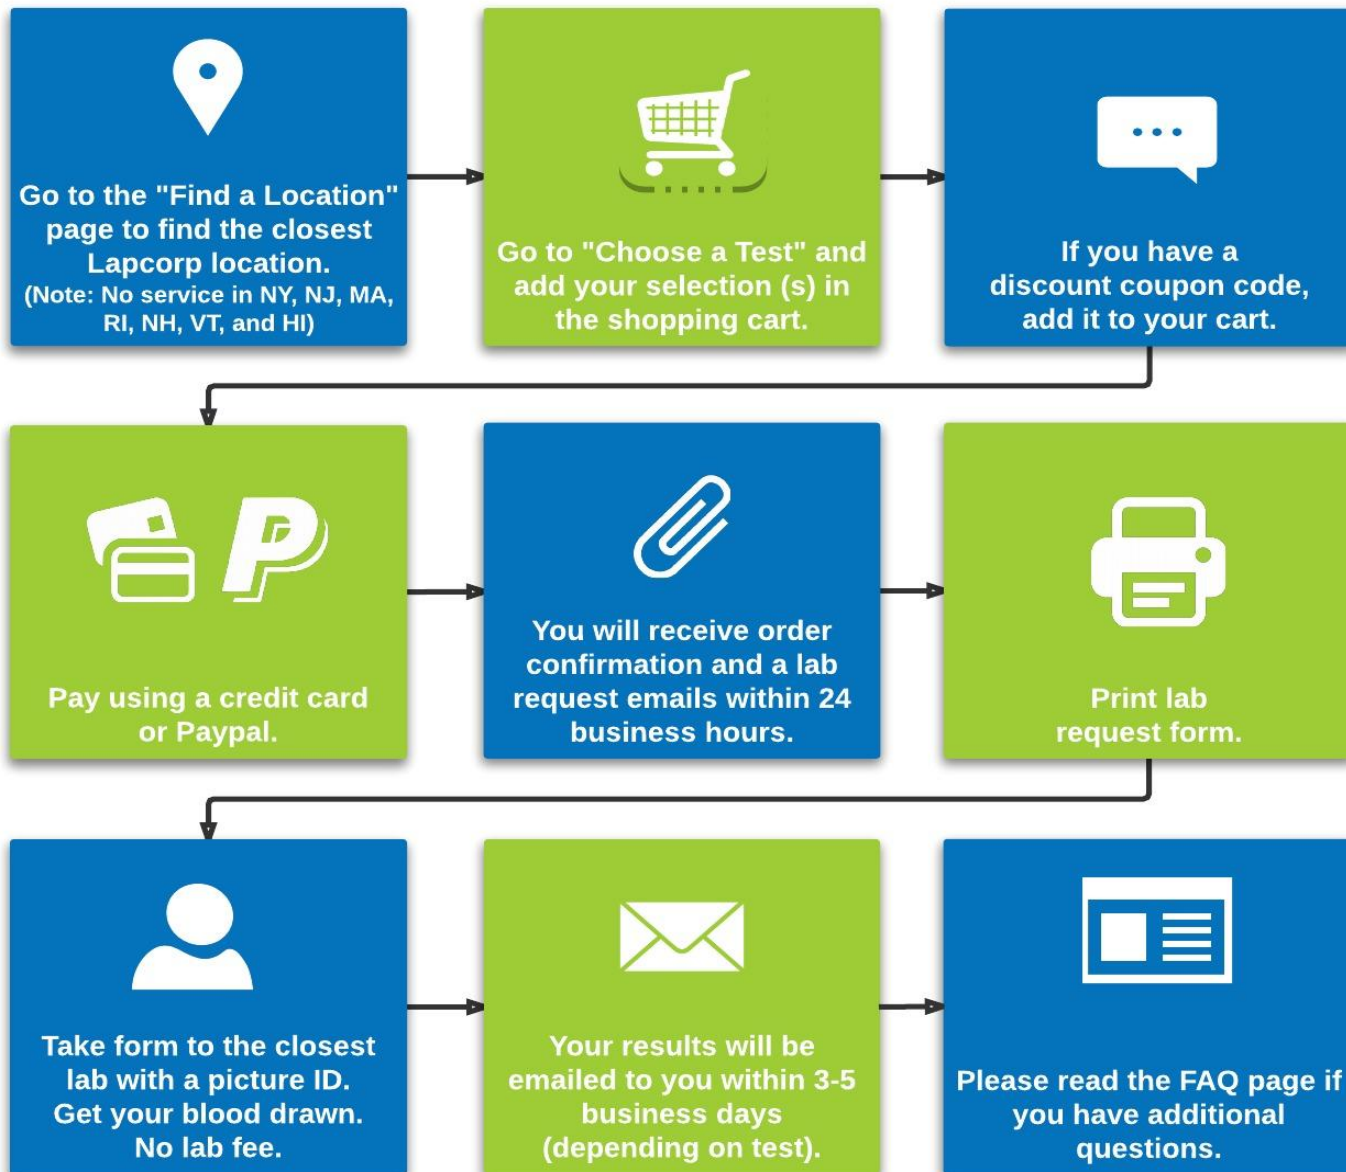 Go to the "Find a Location"
page to find the closest
Lapcorp location.
(Note: No service in NY, NJ, MA,
RI, NH, VT, and HI)
Go to "Choose a Test" and
add your selection (s) in
the shopping cart.
If you have a
discount coupon code,
add it to your cart.
Pay using a credit card
or Paypal.
You will receive order
confirmation and a lab
request emails within 24
business hours.
Print lab
request form.
Take form to the closest
lab with a picture ID.
Get your blood drawn.
No lab fee.
Your results will be
emailed to you within 3-5
business days
(depending on test).
Please read the FAQ page if
you have additional
questions.